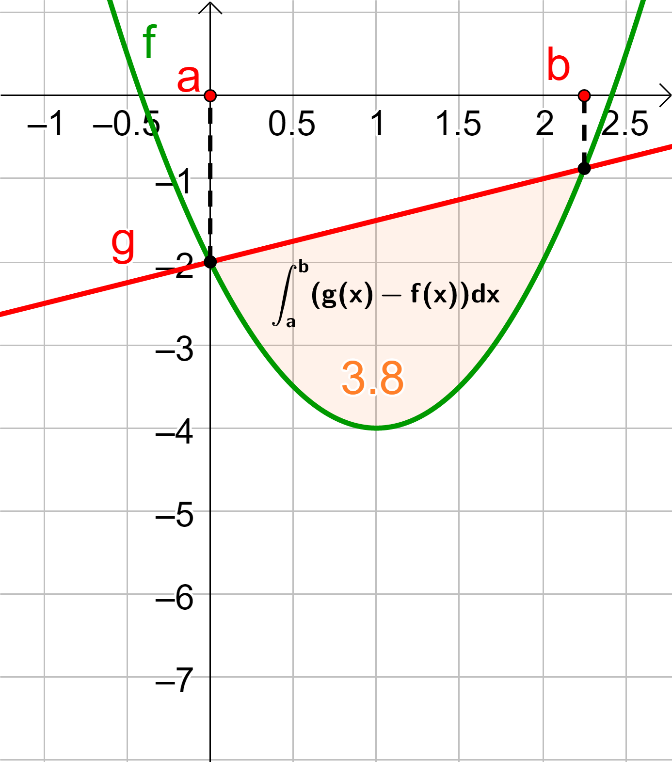 f
a
b
–1 –0.5 0.5 1 1.5 2 2.5
–1
g
–2
∫ₐᵇ (g(x) – f(x))dx
–3
3.8
–4
–5
–6
–7